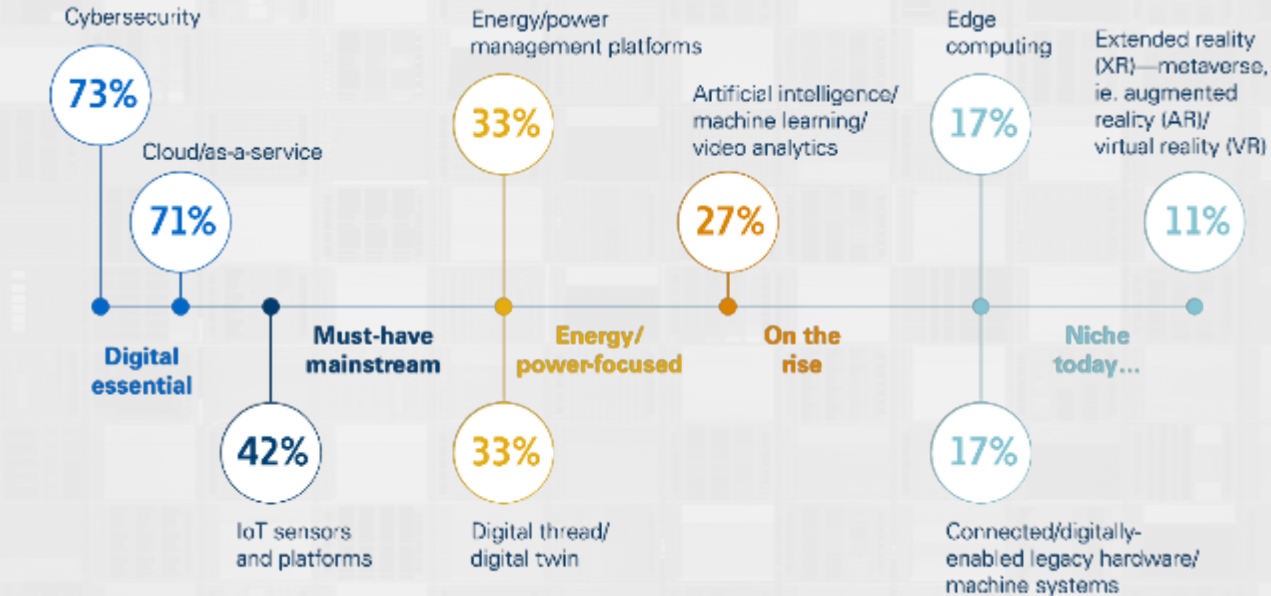 Cybersecurity
73%
Cloud/as-a-service
71%
Digital
essential
42%
IoT sensors
and platforms
Must-have
mainstream
Energy/power
management platforms
33%
Energy/
power-focused
33%
Digital thread/
digital twin
Artificial intelligence/
machine learning/
video analytics
27%
On the
rise
Edge
computing
17%
17%
Connected/digitally-
enabled legacy hardware/
machine systems
Extended reality
(XR)—metaverse,
ie. augmented
reality (AR)/
virtual reality (VR)
11%
Niche
today...